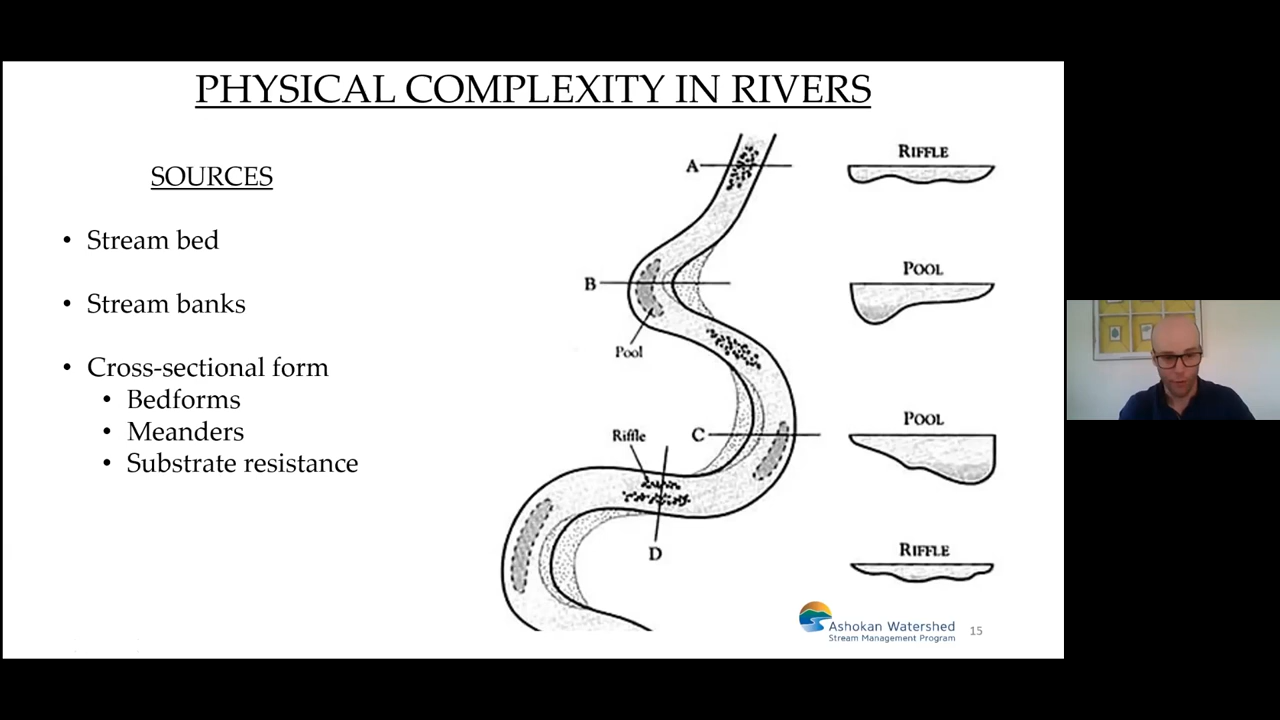 PHYSICAL COMPLEXITY IN RIVERS
SOURCES
• Stream bed
• Stream banks
• Cross-sectional form
• Bedforms
• Meanders
• Substrate resistance
A
RIFFLE
B
POOL
Pool
Riffle
C
POOL
D
RIFFLE
Ashokan Watershed
Stream Management Program
15